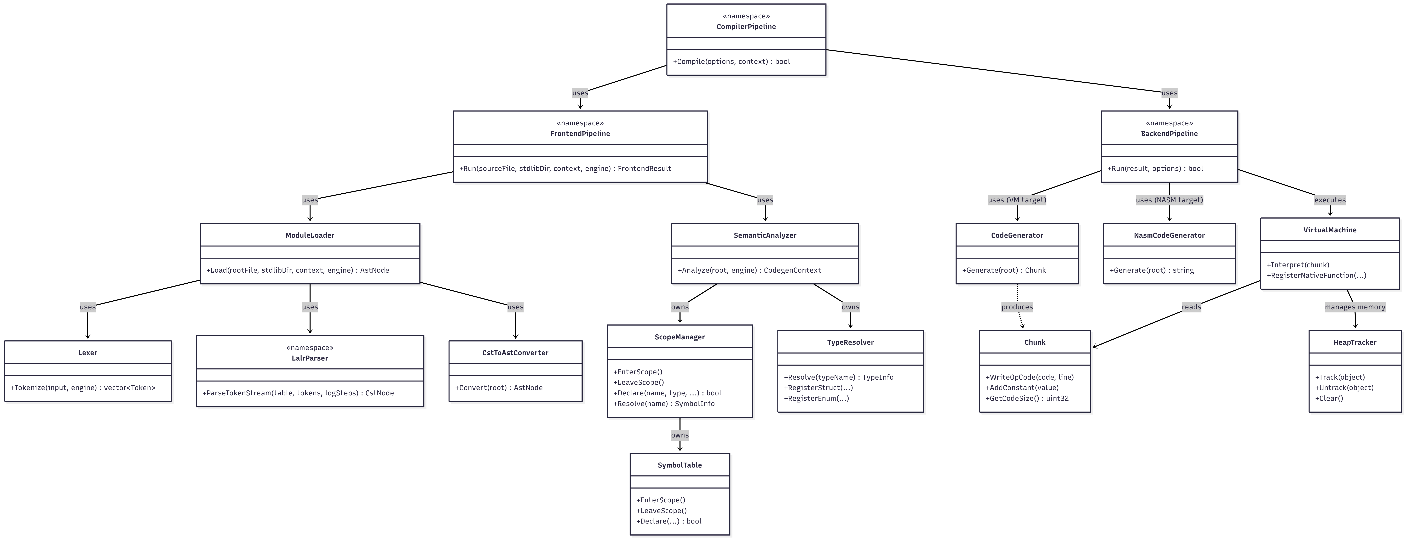 «namespace»
CompilerPipeline
+Compile(options, context) : bool
uses
uses
«namespace»
FrontendPipeline
+Run(sourceFile, stdlibDir, context, engine) : FrontendResult
«namespace»
BackendPipeline
+Run(result, options) : bool
uses
uses
uses (VM target)
uses (NASM target)
executes
ModuleLoader
+Load(rootFile, stdlibDir, context, engine) : AstNode
SemanticAnalyzer
+Analyze(root, engine) : CodegenContext
CodeGenerator
+Generate(root) : Chunk
NasmCodeGenerator
+Generate(root) : string
VirtualMachine
+Interpret(chunk)
+RegisterNativeFunction(...)
uses
uses
uses
owns
owns
produces
reads
manages memory
Lexer
+Tokenize(input, engine) : vector<Token>
«namespace»
LalrParser
+ParseTokenStream(table, tokens, logSteps) : CstNode
CstToAstConverter
+Convert(root) : AstNode
ScopeManager
+EnterScope()
+LeaveScope()
+Declare(name, type, ...) : bool
+Resolve(name) : SymbolInfo
TypeResolver
+Resolve(typeName) : TypeInfo
+RegisterStruct(...)
+RegisterEnum(...)
Chunk
+WriteOpCode(code, line)
+AddConstant(value)
+GetCodeSize() : uint32
HeapTracker
+Track(object)
+Untrack(object)
+Clear()
owns
SymbolTable
+EnterScope()
+LeaveScope()
+Declare(...) : bool